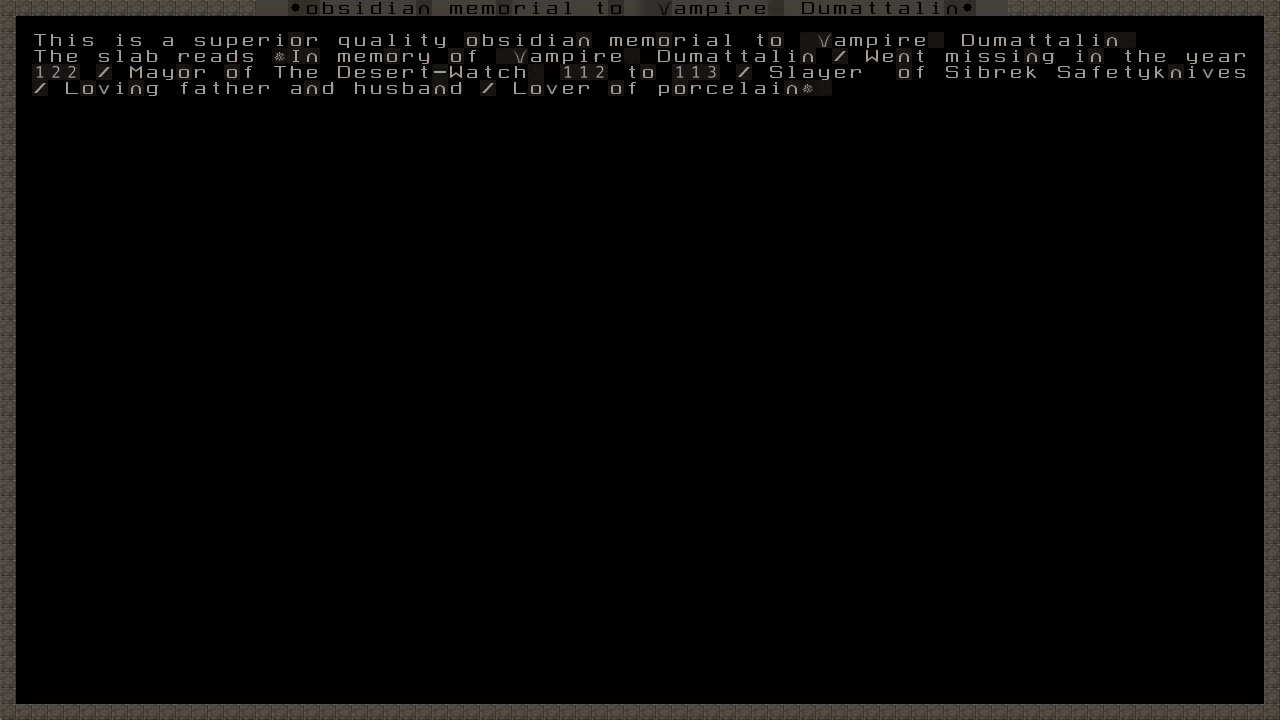 *obsidian memorial to Vampire Dumattalin*
This is a superior quality obsidian memorial to Vampire Dumattalin
The slab reads "In memory of Vampire Dumattalin / Went missing in the year
122 / Mayor of The Desert-Watch 112 to 113 / Slayer of Sibrek Safetyknives
/ Loving father and husband / Lover of porcelain"